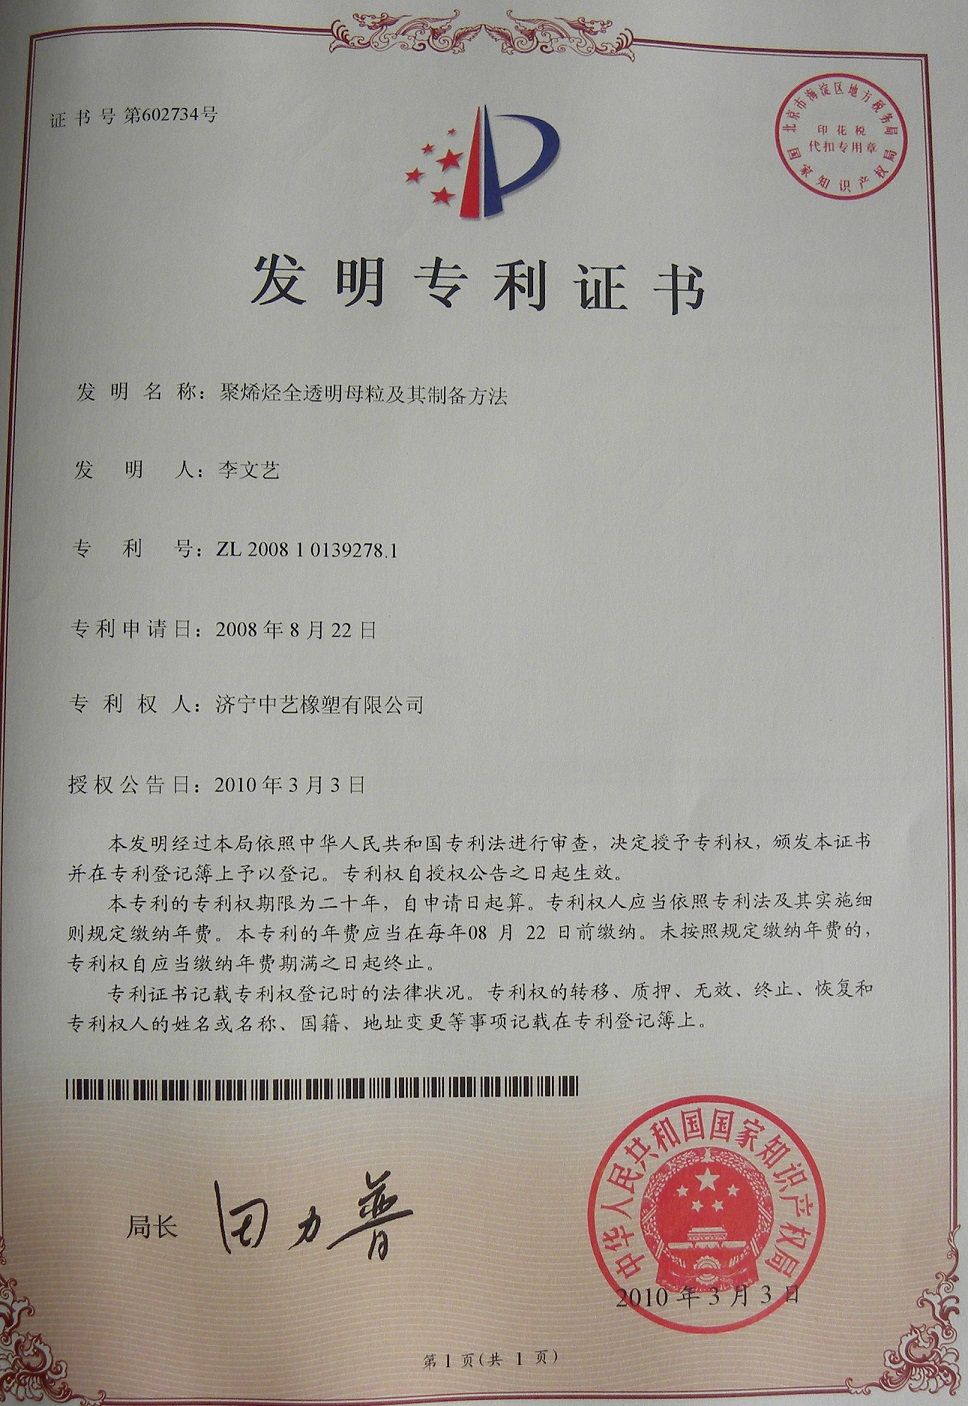 证书号第602734号
北京市海淀区地方税务局
印花税
代扣专用章
国家知识产权局
发明专利证书
发明名称：聚烯烃全透明母粒及其制备方法
发明人：李文艺
专利号：ZL 2008 1 0139278.1
专利申请日：2008年8月22日
专利权人：济宁中艺橡塑有限公司
授权公告日：2010年3月3日
本发明经过本局依照中华人民共和国专利法进行审查，决定授予专利权，颁发本证书
并在专利登记簿上予以登记。专利权自授权公告之日起生效。
本专利的专利权期限为二十年，自申请日起算。专利权人应当依照专利法及其实施细
则规定缴纳年费。本专利的年费应当在每年08 月 22 日前缴纳。未按照规定缴纳年费的，
专利权自应当缴纳年费期满之日起终止。
专利证书记载专利权登记时的法律状况。专利权的转移、质押、无效、终止、恢复和
专利权人的姓名或名称、国籍、地址变更等事项记载在专利登记簿上。
局长
田力普
中华人民共和国国家知识产权局
2010年3月3日
第1页(共 1 页)